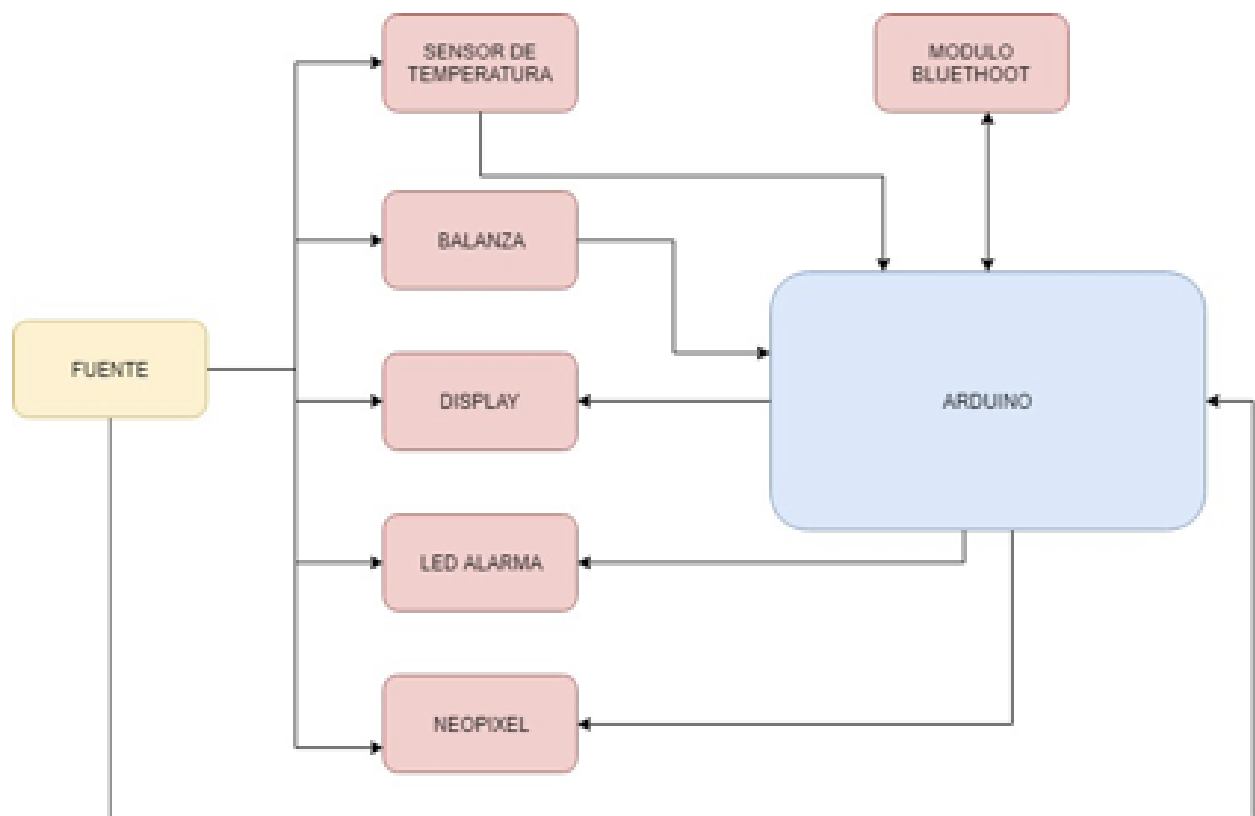 SENSOR DE
TEMPERATURA
MODULO
BLUETHOOT
BALANZA
FUENTE
DISPLAY
ARDUINO
LED ALARMA
NEOPIXEL